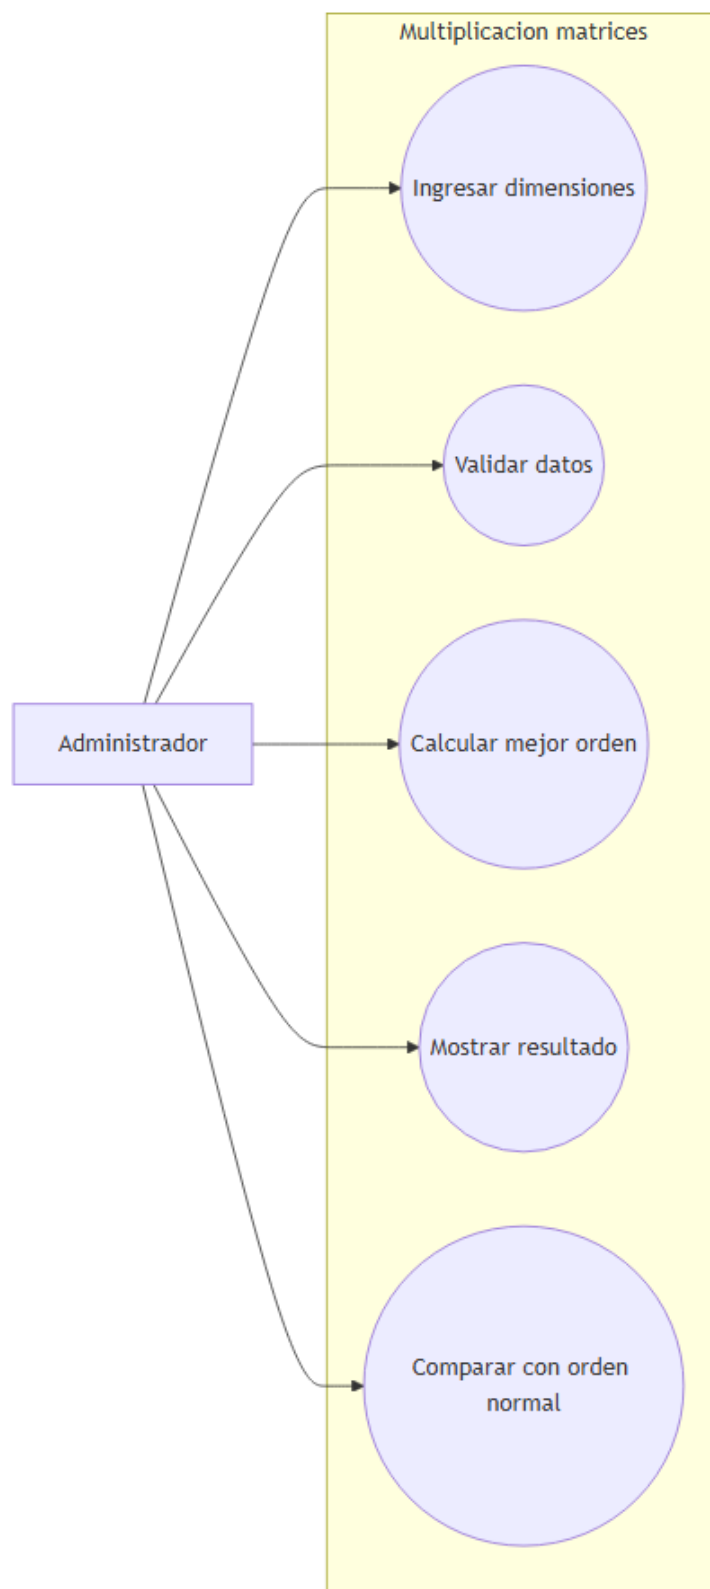 Multiplicacion matrices
Ingresar dimensiones
Validar datos
Administrador
Calcular mejor orden
Mostrar resultado
Comparar con orden
normal